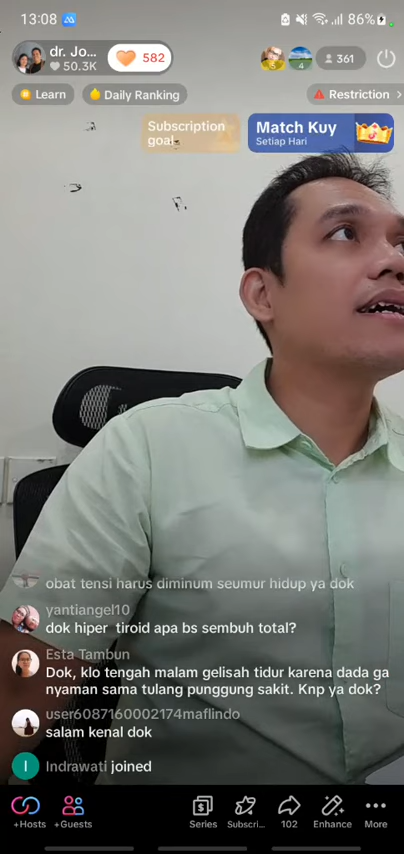 13:08
86%
dr. Jo...
50.3K
582
4
361
Learn
Daily Ranking
Restriction
Subscription
goal
Match Kuy
Setiap Hari
obat tensi harus diminum seumur hidup ya dok
yantiangel10
dok hiper tiroid apa bs sembuh total?
Esta Tambun
Dok, klo tengah malam gelisah tidur karena dada ga
nyaman sama tulang punggung sakit. Knp ya dok?
user6087160002174maflindo
salam kenal dok
I
Indrawati joined
+Hosts
+Guests
Series
Subscri...
102
Enhance
More